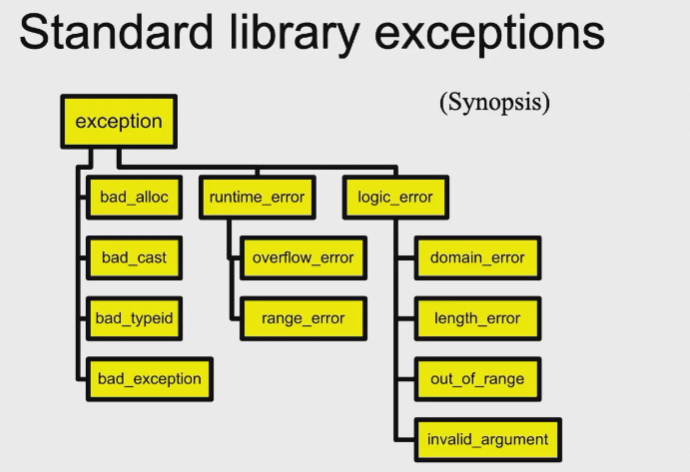 Standard library exceptions
(Synopsis)
exception
bad_alloc
runtime_error
logic_error
bad_cast
overflow_error
domain_error
bad_typeid
range_error
length_error
bad_exception
out_of_range
invalid_argument